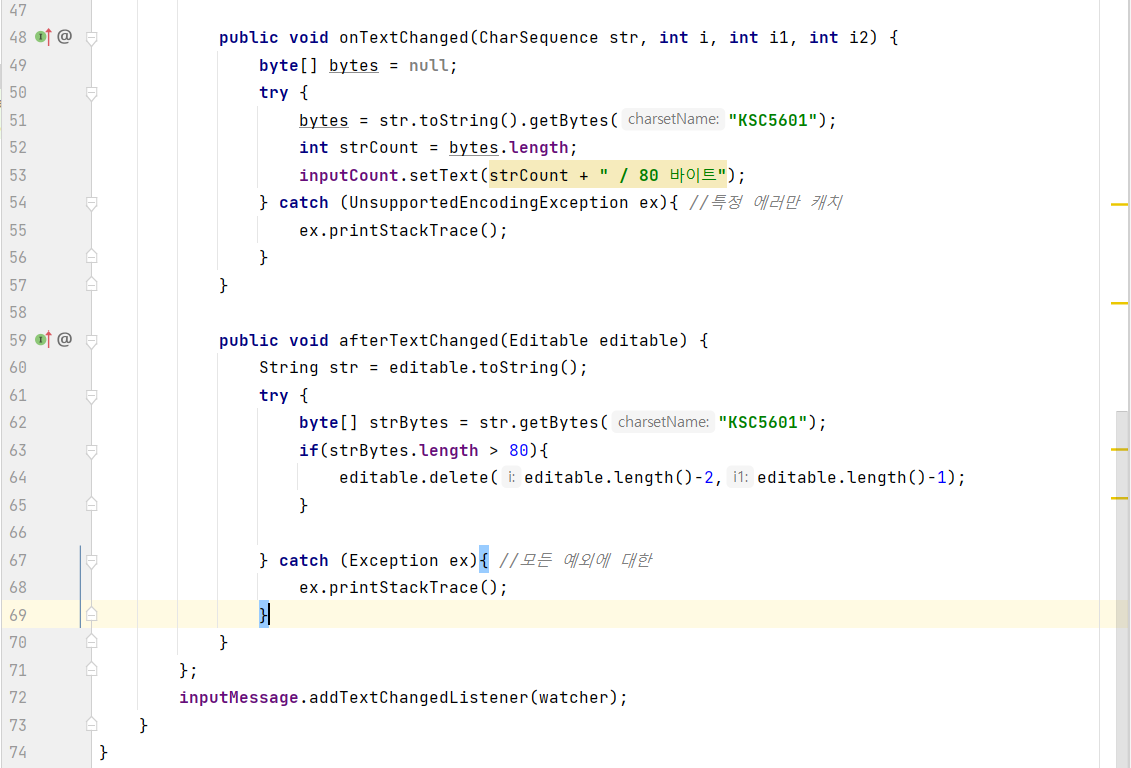 47
48 @ public void onTextChanged(CharSequence str, int i, int i1, int i2) {
49 byte[] bytes = null;
50 try {
51 bytes = str.toString().getBytes( charsetName: "KSC5601");
52 int strCount = bytes.length;
53 inputCount.setText(strCount + " / 80 바이트");
54 } catch (UnsupportedEncodingException ex){ //특정 에러만 캐치
55 ex.printStackTrace();
56 }
57 }
58
59 @ public void afterTextChanged(Editable editable) {
60 String str = editable.toString();
61 try {
62 byte[] strBytes = str.getBytes( charsetName: "KSC5601");
63 if(strBytes.length > 80){
64 editable.delete( i: editable.length()-2, i1: editable.length()-1);
65 }
66
67 } catch (Exception ex){ //모든 예외에 대한
68 ex.printStackTrace();
69 }
70 }
71 };
72 inputMessage.addTextChangedListener(watcher);
73 }
74 }